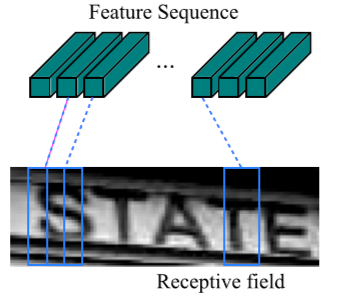 Feature Sequence
...
STATE
Receptive field